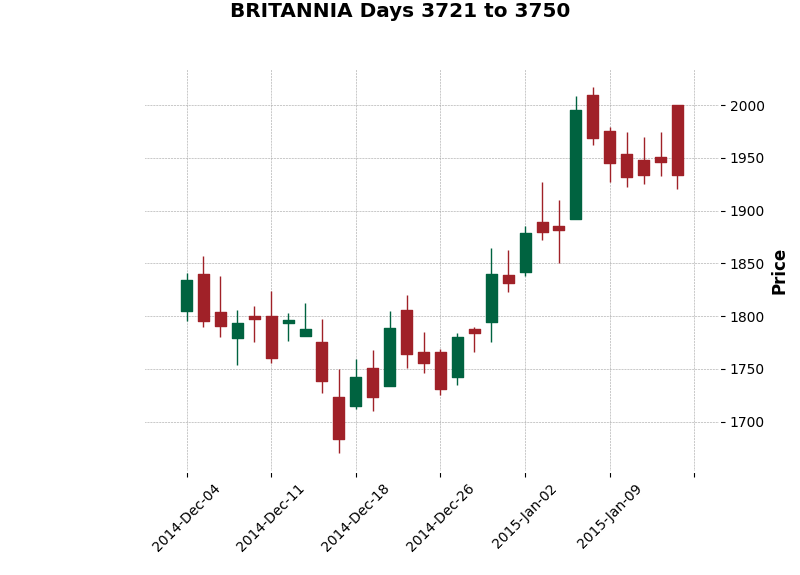 BRITANNIA Days 3721 to 3750
2000
1950
1900
1850
1800
1750
1700
Price
2014-Dec-04
2014-Dec-11
2014-Dec-18
2014-Dec-26
2015-Jan-02
2015-Jan-09